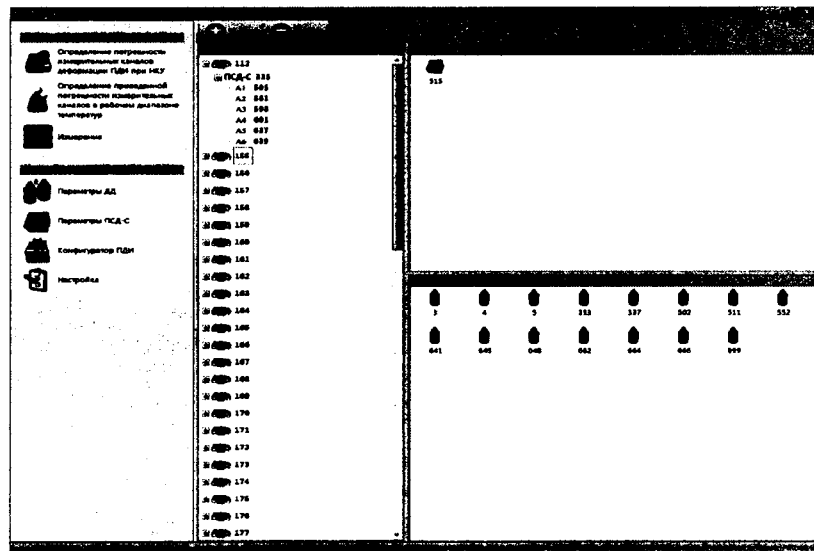 Определение погрешности
измерительных каналов
деформации ПДИ при НКУ
Определение приведенной
погрешности измерительных
каналов в рабочем диапазоне
температур
Измерение
Параметры ДД
Параметры ПСД-С
Конфигуратор ПДИ
Настройка
112
ПСД-С 335
A1 505
A2 581
A3 598
A4 601
A5 637
A6 639
155
156
157
158
159
160
161
162
163
164
165
166
167
168
169
170
171
172
173
174
175
176
177
515
3 4 5 333 337 502 511 552
641 645 648 662 664 666 899